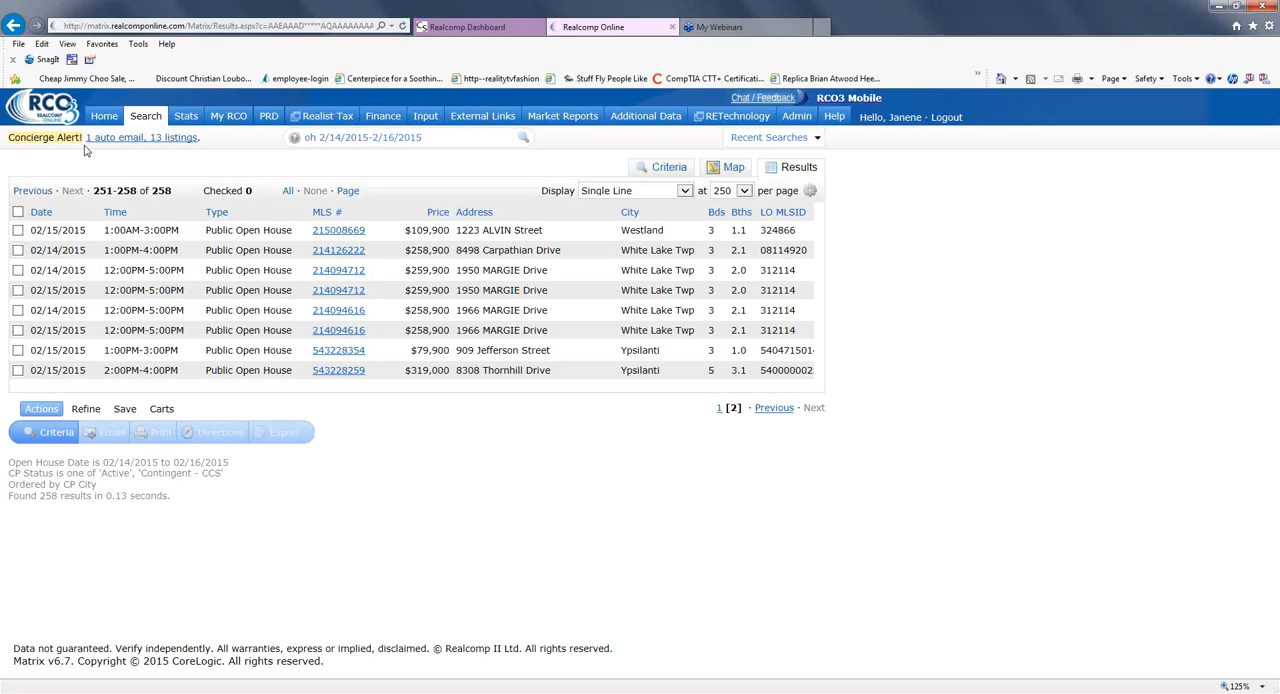 http://matrix.realcomponline.com/Matrix/Results.aspx?c=AAEAAAD*****AQAAAAAAAA
Realcomp Dashboard
Realcomp Online
My Webinars
File Edit View Favorites Tools Help
SnagIt
Cheap Jimmy Choo Sale, ... Discount Christian Loubo... employee-login Centerpiece for a Soothin... http--realitytvfashion Stuff Fly People Like CompTIA CTT+ Certificati... Replica Brian Atwood Hee... Page Safety Tools
RCO3 REALCOMP ONLINE
Chat / Feedback RCO3 Mobile
Home Search Stats My RCO PRD Realist Tax Finance Input External Links Market Reports Additional Data RETechnology Admin Help Hello, Janene · Logout
Concierge Alert! 1 auto email, 13 listings. oh 2/14/2015-2/16/2015 Recent Searches
Criteria Map Results
Previous · Next · 251-258 of 258 Checked 0 All · None · Page Display Single Line at 250 per page
Date Time Type MLS # Price Address City Bds Bths LO MLSID
02/15/2015 1:00AM-3:00PM Public Open House 215008669 $109,900 1223 ALVIN Street Westland 3 1.1 324866
02/14/2015 1:00PM-4:00PM Public Open House 214126222 $258,900 8498 Carpathian Drive White Lake Twp 3 2.1 08114920
02/14/2015 12:00PM-5:00PM Public Open House 214094712 $259,900 1950 MARGIE Drive White Lake Twp 3 2.0 312114
02/15/2015 12:00PM-5:00PM Public Open House 214094712 $259,900 1950 MARGIE Drive White Lake Twp 3 2.0 312114
02/14/2015 12:00PM-5:00PM Public Open House 214094616 $258,900 1966 MARGIE Drive White Lake Twp 3 2.1 312114
02/15/2015 12:00PM-5:00PM Public Open House 214094616 $258,900 1966 MARGIE Drive White Lake Twp 3 2.1 312114
02/15/2015 1:00PM-3:00PM Public Open House 543228354 $79,900 909 Jefferson Street Ypsilanti 3 1.0 540471501
02/15/2015 2:00PM-4:00PM Public Open House 543228259 $319,000 8308 Thornhill Drive Ypsilanti 5 3.1 540000002
Actions Refine Save Carts 1 [2] · Previous · Next
Criteria Email Print Directions Export
Open House Date is 02/14/2015 to 02/16/2015
CP Status is one of 'Active', 'Contingent - CCS'
Ordered by CP City
Found 258 results in 0.13 seconds.
Data not guaranteed. Verify independently. All warranties, express or implied, disclaimed. © Realcomp II Ltd. All rights reserved.
Matrix v6.7. Copyright © 2015 CoreLogic. All rights reserved.
125%